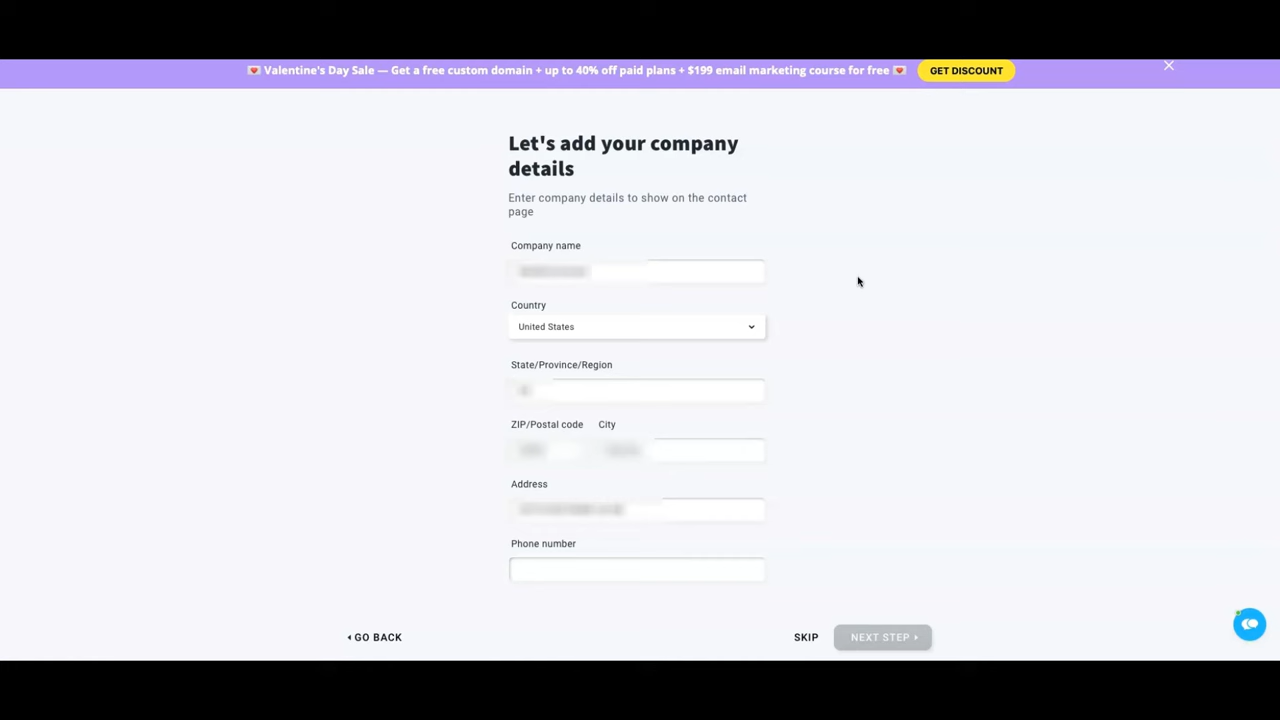 💌 Valentine's Day Sale — Get a free custom domain + up to 40% off paid plans + $199 email marketing course for free 💌 GET DISCOUNT
Let's add your company
details
Enter company details to show on the contact
page
Company name
Country
United States
State/Province/Region
ZIP/Postal code City
Address
Phone number
GO BACK SKIP NEXT STEP